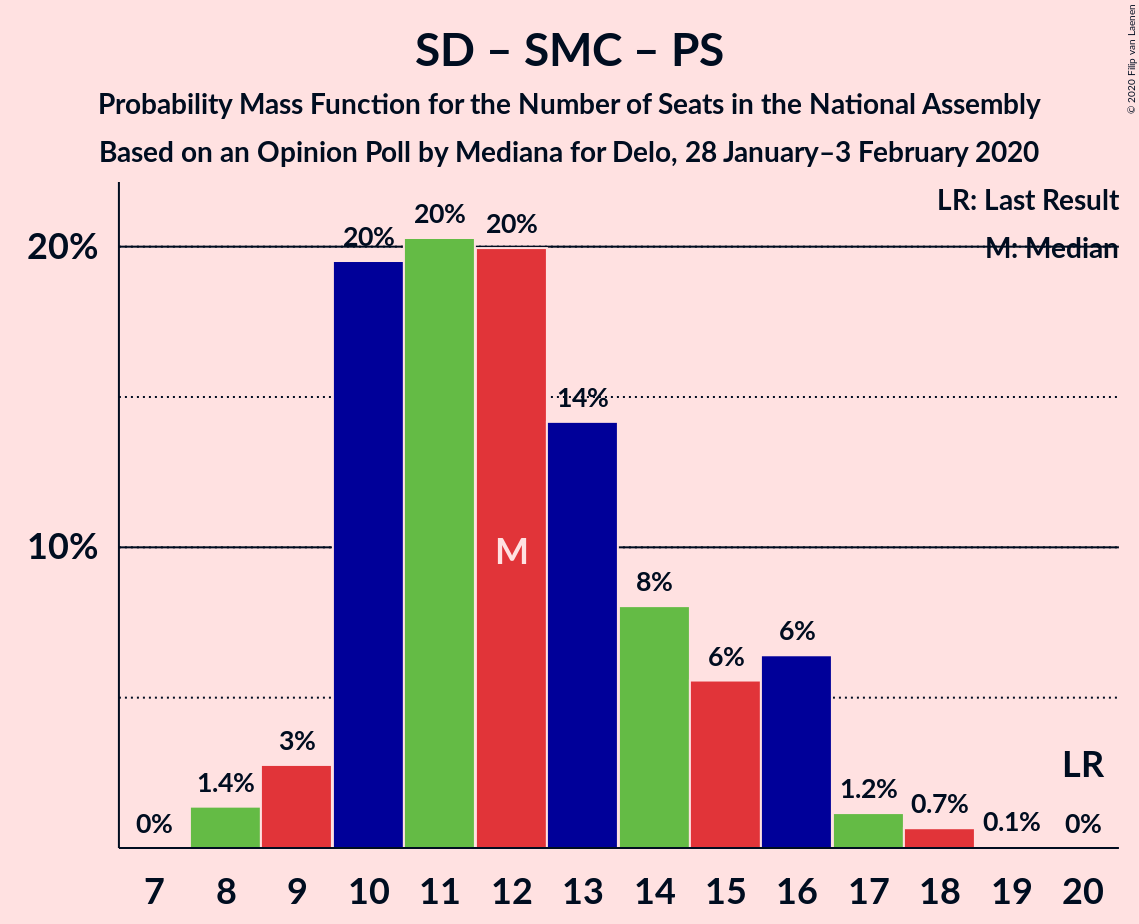 SD – SMC – PS
Probability Mass Function for the Number of Seats in the National Assembly
Based on an Opinion Poll by Mediana for Delo, 28 January–3 February 2020
© 2020 Filip van Laenen
LR: Last Result
M: Median
20%
10%
0%
1.4%
3%
20%
20%
20%
14%
8%
6%
6%
1.2%
0.7%
0.1%
0%
M
LR
7 8 9 10 11 12 13 14 15 16 17 18 19 20